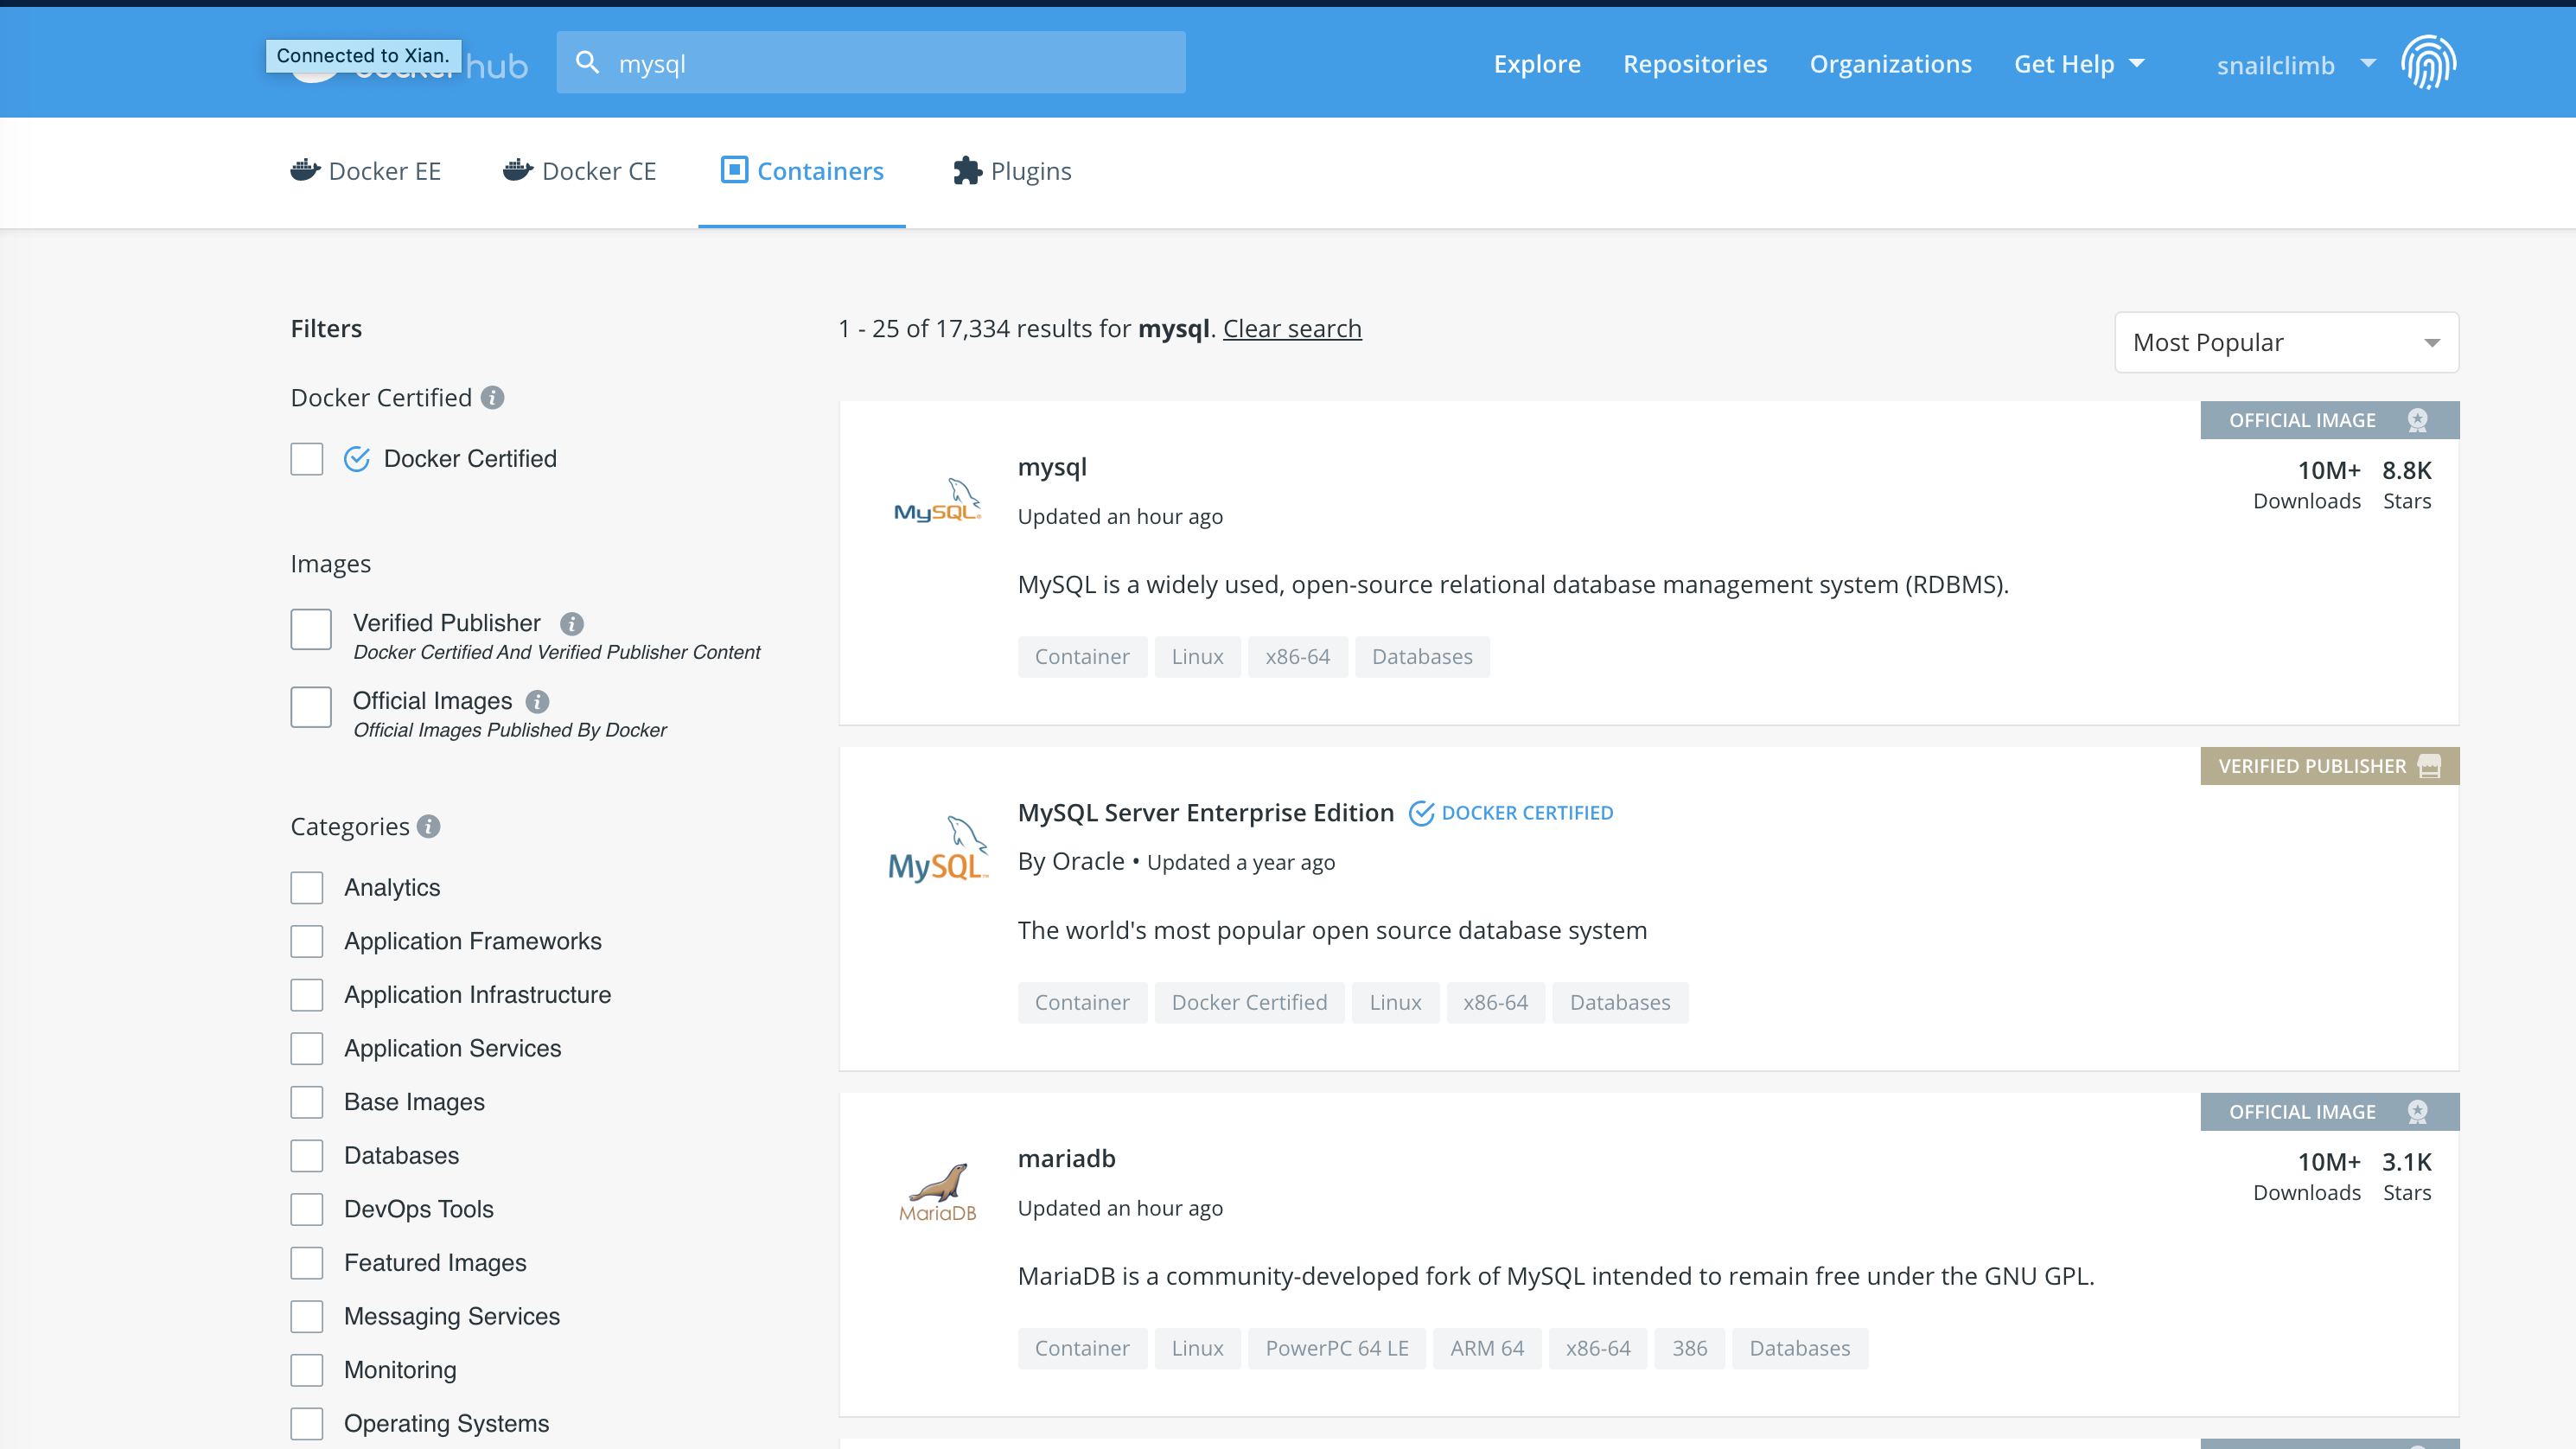 Connected to Xian.
hub
mysql
Explore
Repositories
Organizations
Get Help
snailclimb
Docker EE
Docker CE
Containers
Plugins
Filters
Docker Certified
Docker Certified
Images
Verified Publisher
Docker Certified And Verified Publisher Content
Official Images
Official Images Published By Docker
Categories
Analytics
Application Frameworks
Application Infrastructure
Application Services
Base Images
Databases
DevOps Tools
Featured Images
Messaging Services
Monitoring
Operating Systems
1 - 25 of 17,334 results for mysql. Clear search
Most Popular
OFFICIAL IMAGE
MySQL
mysql
10M+ 8.8K
Downloads Stars
Updated an hour ago
MySQL is a widely used, open-source relational database management system (RDBMS).
Container Linux x86-64 Databases
VERIFIED PUBLISHER
MySQL
MySQL Server Enterprise Edition DOCKER CERTIFIED
By Oracle • Updated a year ago
The world's most popular open source database system
Container Docker Certified Linux x86-64 Databases
OFFICIAL IMAGE
MariaDB
mariadb
10M+ 3.1K
Downloads Stars
Updated an hour ago
MariaDB is a community-developed fork of MySQL intended to remain free under the GNU GPL.
Container Linux PowerPC 64 LE ARM 64 x86-64 386 Databases